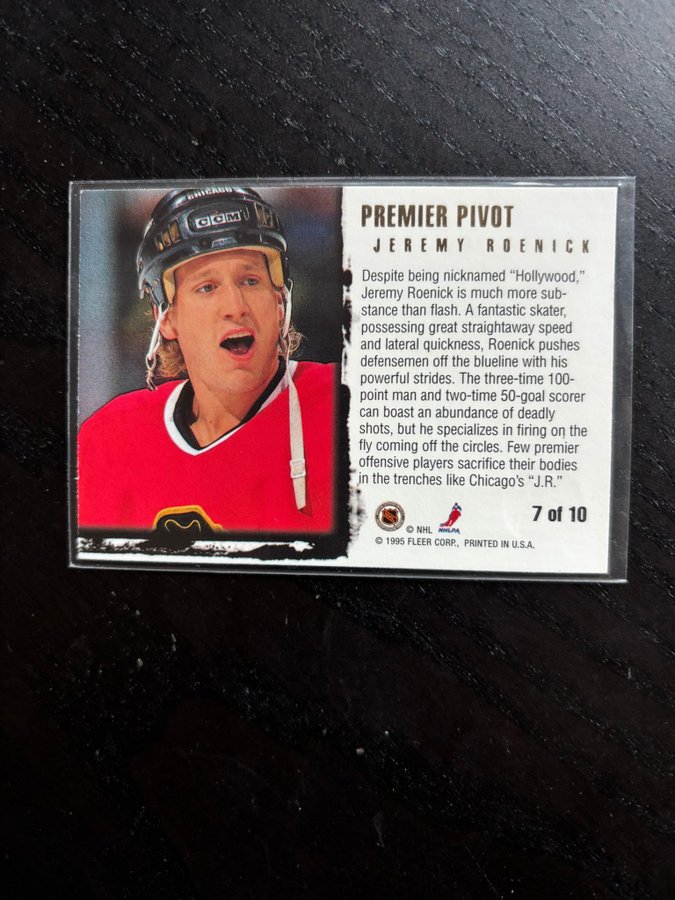 CHICAGO
CCM
PREMIER PIVOT
JEREMY ROENICK
Despite being nicknamed “Hollywood,”
Jeremy Roenick is much more sub-
stance than flash. A fantastic skater,
possessing great straightaway speed
and lateral quickness, Roenick pushes
defensemen off the blueline with his
powerful strides. The three-time 100-
point man and two-time 50-goal scorer
can boast an abundance of deadly
shots, but he specializes in firing on the
fly coming off the circles. Few premier
offensive players sacrifice their bodies
in the trenches like Chicago’s “J.R.”
7 of 10
© NHL NHLPA
© 1995 FLEER CORP., PRINTED IN U.S.A.